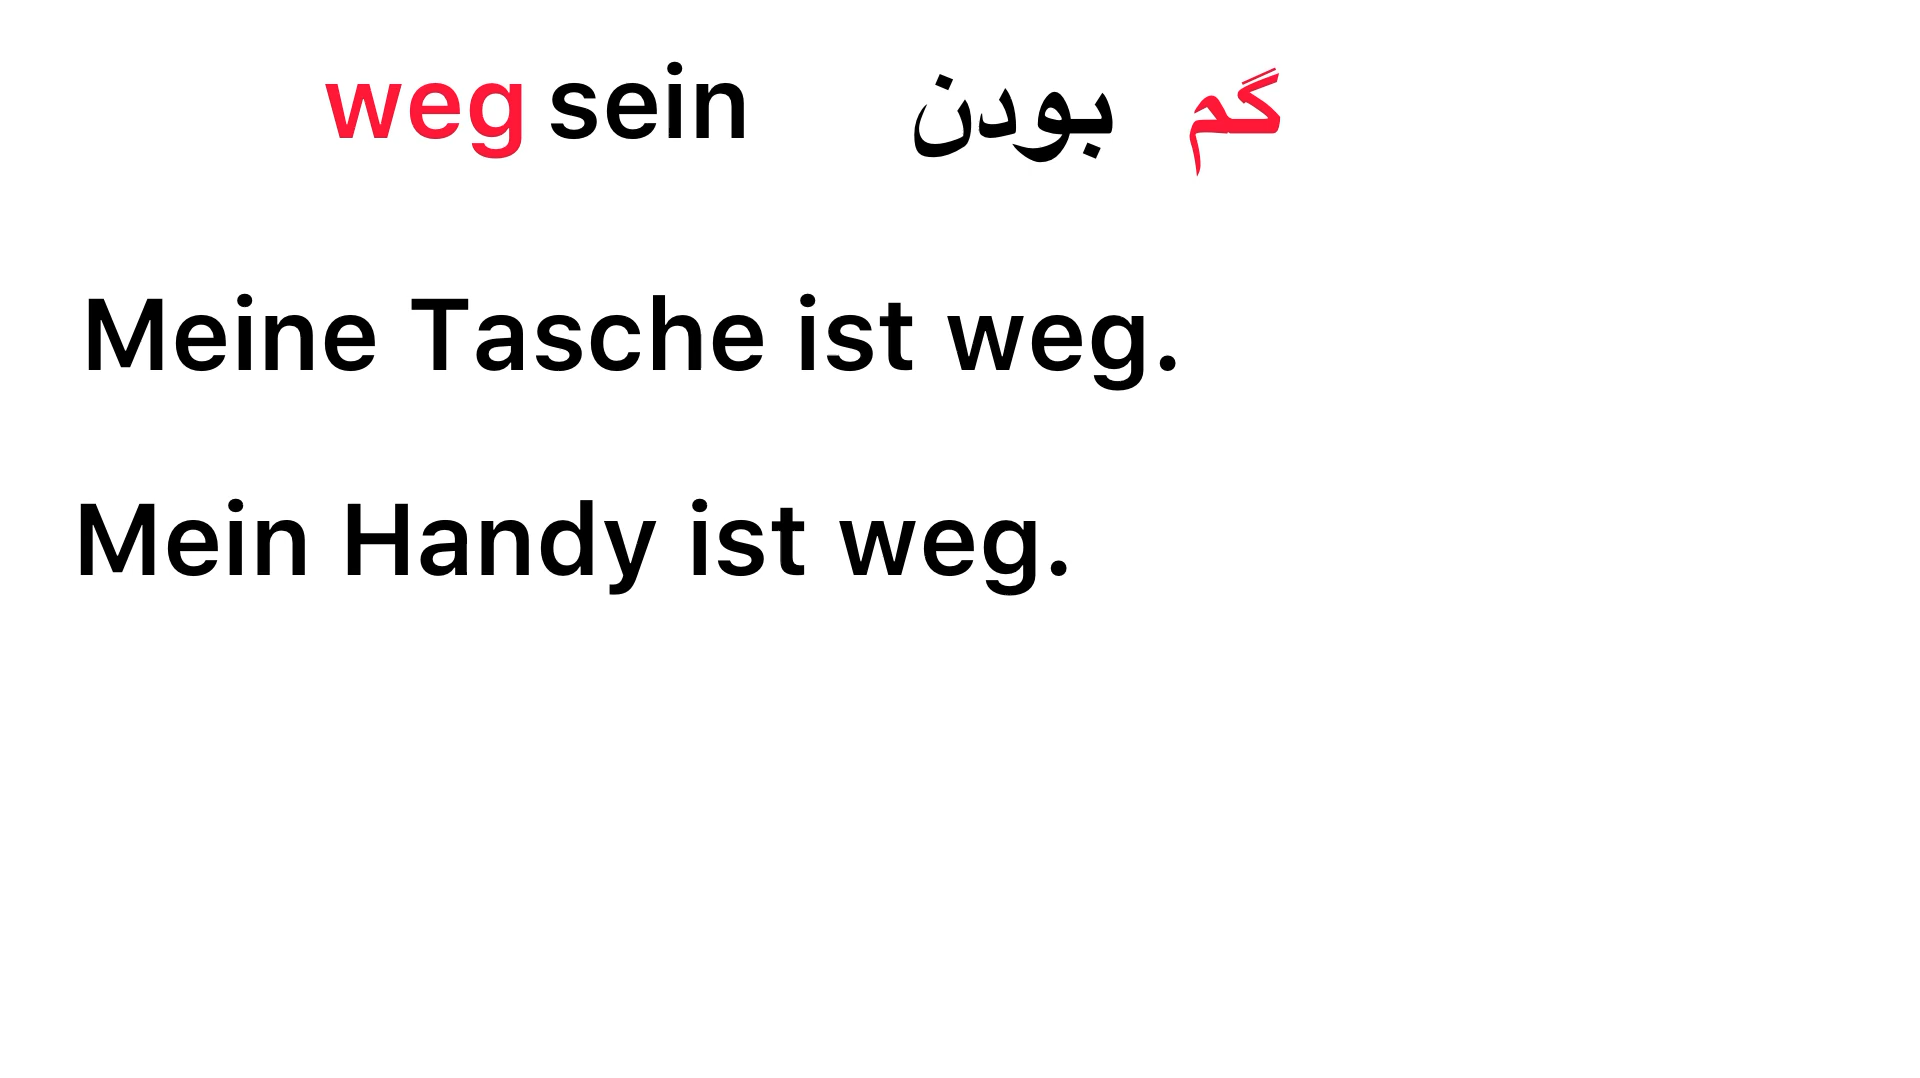 weg sein گم بودن
Meine Tasche ist weg.
Mein Handy ist weg.